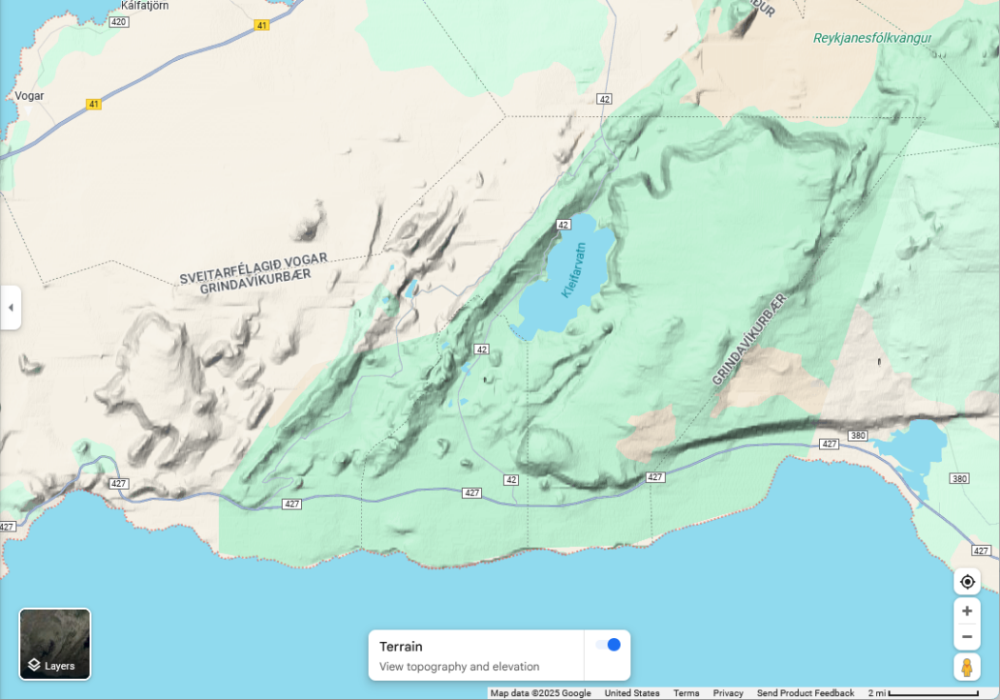 Kálfatjörn
420
41
Reykjanesfólkvangur
Vogar
41
42
42
Kleifarvatn
SVEITARFÉLAGIÐ VOGAR
GRINDAVÍKURBÆR
GRINDAVÍKURBÆR
42
380
427
427
42
380
427
427
427
427
427
Layers
Terrain
View topography and elevation
Map data ©2025 Google United States Terms Privacy Send Product Feedback 2 mi